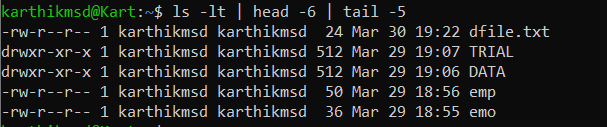 karthikmsd@Kart:~$ ls -lt | head -6 | tail -5
-rw-r--r-- 1 karthikmsd karthikmsd  24 Mar 30 19:22 dfile.txt
drwxr-xr-x 1 karthikmsd karthikmsd 512 Mar 29 19:07 TRIAL
drwxr-xr-x 1 karthikmsd karthikmsd 512 Mar 29 19:06 DATA
-rw-r--r-- 1 karthikmsd karthikmsd  50 Mar 29 18:56 emp
-rw-r--r-- 1 karthikmsd karthikmsd  36 Mar 29 18:55 emo